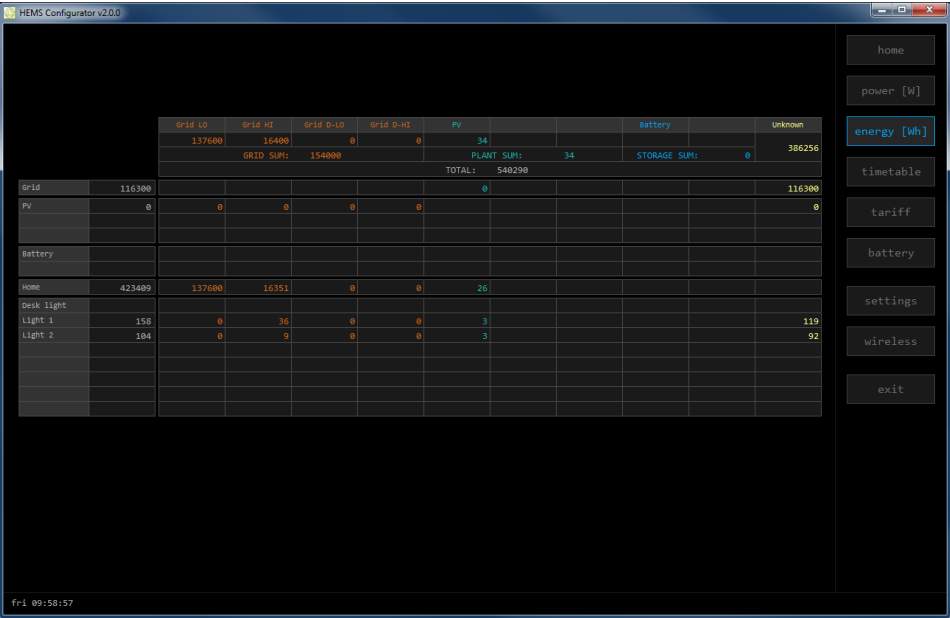 HEMS Configurator v2.0.0
home
power [W]
energy [Wh]
timetable
tariff
battery
settings
wireless
exit
Grid LO Grid HI Grid D-LO Grid D-HI PV Battery Unknown
137600 16400 0 0 34 386256
GRID SUM: 154000 PLANT SUM: 34 STORAGE SUM: 0
TOTAL: 540290
Grid 116300 0 116300
PV 0 0 0 0 0 0
Battery
Home 423409 137600 16351 0 0 26
Desk light
Light 1 158 0 36 0 0 3 119
Light 2 104 0 9 0 0 3 92
fri 09:58:57